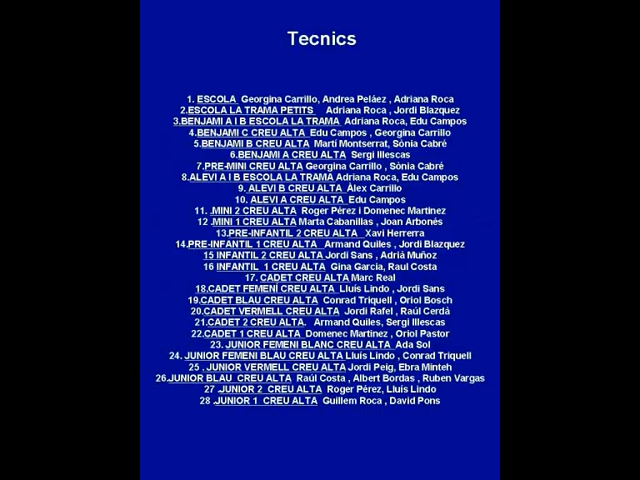 Tecnics
1. ESCOLA Georgina Carrillo, Andrea Peláez , Adriana Roca
2.ESCOLA LA TRAMA PETITS Adriana Roca , Jordi Blazquez
3.BENJAMI A I B ESCOLA LA TRAMA Adriana Roca, Edu Campos
4.BENJAMI C CREU ALTA Edu Campos , Georgina Carrillo
5.BENJAMI B CREU ALTA Martí Montserrat, Sónia Cabré
6.BENJAMI A CREU ALTA Sergi Illescas
7.PRE-MINI CREU ALTA Georgina Carrillo , Sónia Cabré
8.ALEVI A I B ESCOLA LA TRAMA Adriana Roca, Edu Campos
9. ALEVI B CREU ALTA Àlex Carrillo
10. ALEVI A CREU ALTA Edu Campos
11. .MINI 2 CREU ALTA Roger Pérez i Domenec Martinez
12 .MINI 1 CREU ALTA Marta Cabanillas , Joan Arbonés
13.PRE-INFANTIL 2 CREU ALTA Xavi Herrerra
14.PRE-INFANTIL 1 CREU ALTA Armand Quiles , Jordi Blazquez
15 INFANTIL 2 CREU ALTA Jordi Sans , Adrià Muñoz
16 INFANTIL 1 CREU ALTA Gina Garcia, Raul Costa
17. CADET CREU ALTA Marc Real
18.CADET FEMENÍ CREU ALTA Lluís Lindo , Jordi Sans
19.CADET BLAU CREU ALTA Conrad Triquell , Oriol Bosch
20.CADET VERMELL CREU ALTA Jordi Rafel , Raúl Cerdà
21.CADET 2 CREU ALTA. Armand Quiles, Sergi Illescas
22.CADET 1 CREU ALTA Domenec Martinez , Oriol Pastor
23. JUNIOR FEMENI BLANC CREU ALTA Ada Sol
24. JUNIOR FEMENI BLAU CREU ALTA Lluís Lindo , Conrad Triquell
25 . JUNIOR VERMELL CREU ALTA Jordi Peig, Ebra Minteh
26.JUNIOR BLAU CREU ALTA Raúl Costa , Albert Bordas , Ruben Vargas
27 .JUNIOR 2 CREU ALTA Roger Pérez, Lluís Lindo
28 .JUNIOR 1 CREU ALTA Guillem Roca , David Pons